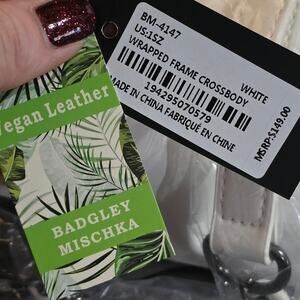 Vegan Leather
BADGLEY
MISCHKA
BM-4147
US:1SZ
WHITE
WRAPPED FRAME CROSSBODY
194295070579
MADE IN CHINA FABRIQUÉ EN CHINE
MSRP:$149.00